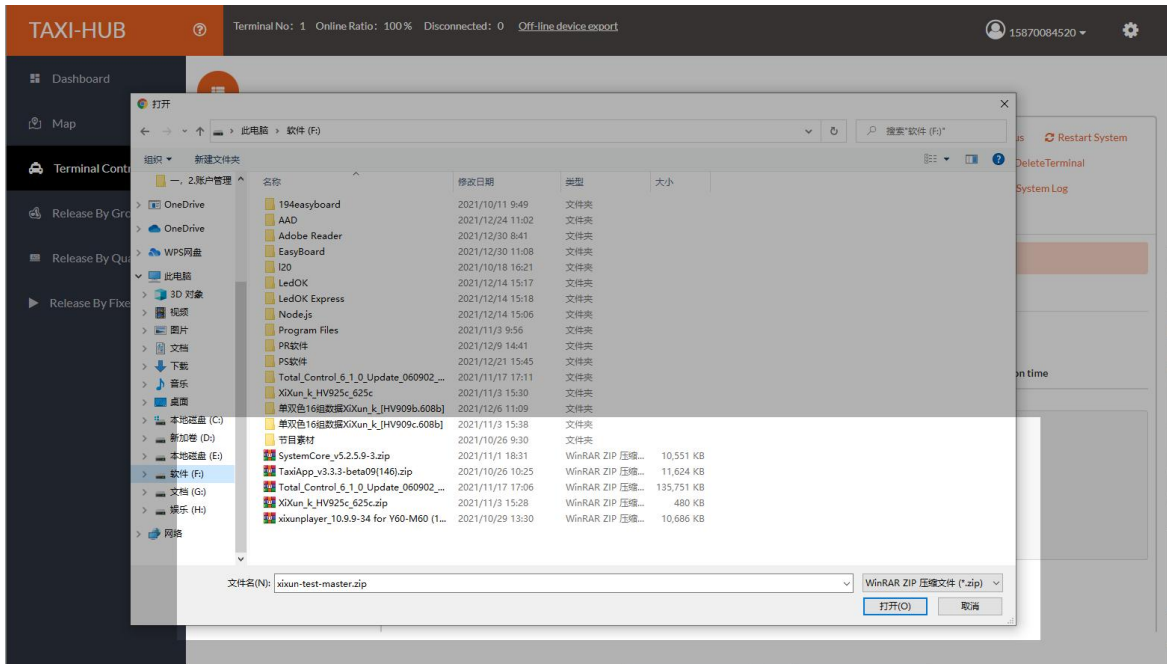 TAXI-HUB
Terminal No: 1 Online Ratio: 100% Disconnected: 0 Off-line device export
15870084520
Dashboard
Map
Terminal Contr
Release By Gro
Release By Qu
Release By Fixe
Restart System
DeleteTerminal
System Log
on time
打开
此电脑 › 软件 (F:)
搜索"软件 (F:)"
组织 新建文件夹
一，2.账户管理
OneDrive
OneDrive
WPS网盘
此电脑
3D 对象
视频
图片
文档
下载
音乐
桌面
本地磁盘 (C:)
新加卷 (D:)
本地磁盘 (E:)
软件 (F:)
文档 (G:)
娱乐 (H:)
网络
名称 修改日期 类型 大小
194easyboard 2021/10/11 9:49 文件夹
AAD 2021/12/24 11:02 文件夹
Adobe Reader 2021/12/30 8:41 文件夹
EasyBoard 2021/12/30 11:08 文件夹
l20 2021/10/18 16:21 文件夹
LedOK 2021/12/14 15:17 文件夹
LedOK Express 2021/12/14 15:18 文件夹
Node.js 2021/12/14 15:06 文件夹
Program Files 2021/11/3 9:56 文件夹
PR软件 2021/12/9 14:41 文件夹
PS软件 2021/12/21 15:45 文件夹
Total_Control_6_1_0_Update_060902_... 2021/11/17 17:11 文件夹
XiXun_k_HV925c_625c 2021/11/3 15:30 文件夹
单双色16组数据XiXun_k_[HV909b.608b] 2021/12/6 11:09 文件夹
单双色16组数据XiXun_k_[HV909c.608b] 2021/11/3 15:38 文件夹
节目素材 2021/10/26 9:30 文件夹
SystemCore_v5.2.5.9-3.zip 2021/11/1 18:31 WinRAR ZIP 压缩... 10,551 KB
TaxiApp_v3.3.3-beta09(146).zip 2021/10/26 10:25 WinRAR ZIP 压缩... 11,624 KB
Total_Control_6_1_0_Update_060902_... 2021/11/17 17:06 WinRAR ZIP 压缩... 135,751 KB
XiXun_k_HV925c_625c.zip 2021/11/3 15:28 WinRAR ZIP 压缩... 480 KB
xixunplayer_10.9.9-34 for Y60-M60 (1... 2021/10/29 13:30 WinRAR ZIP 压缩... 10,686 KB
文件名(N): xixun-test-master.zip WinRAR ZIP 压缩文件 (*.zip)
打开(O) 取消